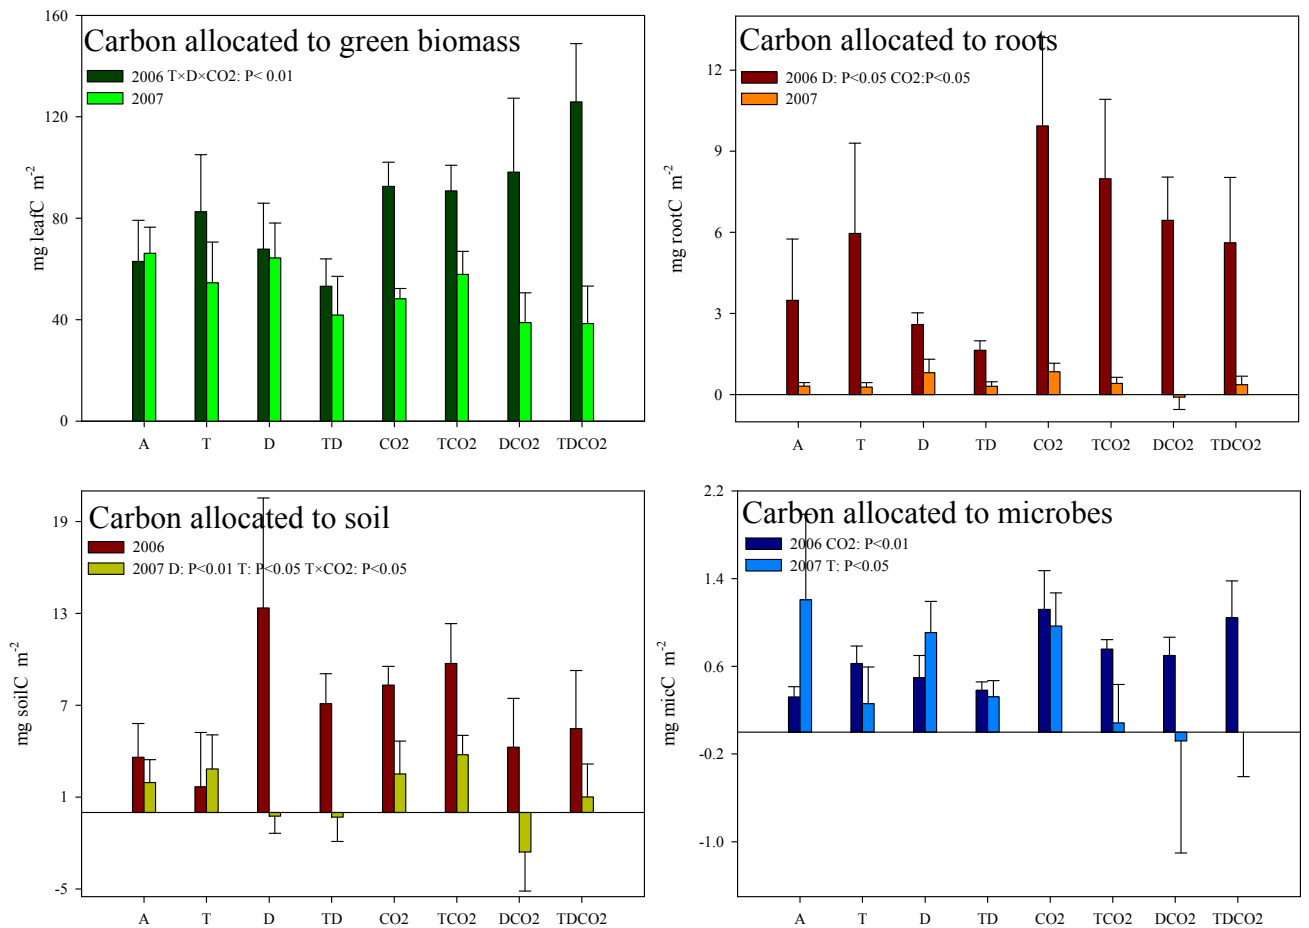 Carbon allocated to green biomass
2006 T×D×CO2: P< 0.01
2007
mg leafC m-2
160
120
80
40
0
A T D TD CO2 TCO2 DCO2 TDCO2
Carbon allocated to roots
2006 D: P<0.05 CO2:P<0.05
2007
mg rootC m-2
12
9
6
3
0
A T D TD CO2 TCO2 DCO2 TDCO2
Carbon allocated to soil
2006
2007 D: P<0.01 T: P<0.05 T×CO2: P<0.05
mg soilC m-2
19
13
7
1
-5
A T D TD CO2 TCO2 DCO2 TDCO2
Carbon allocated to microbes
2006 CO2: P<0.01
2007 T: P<0.05
mg micC m-2
2.2
1.4
0.6
-0.2
-1.0
A T D TD CO2 TCO2 DCO2 TDCO2